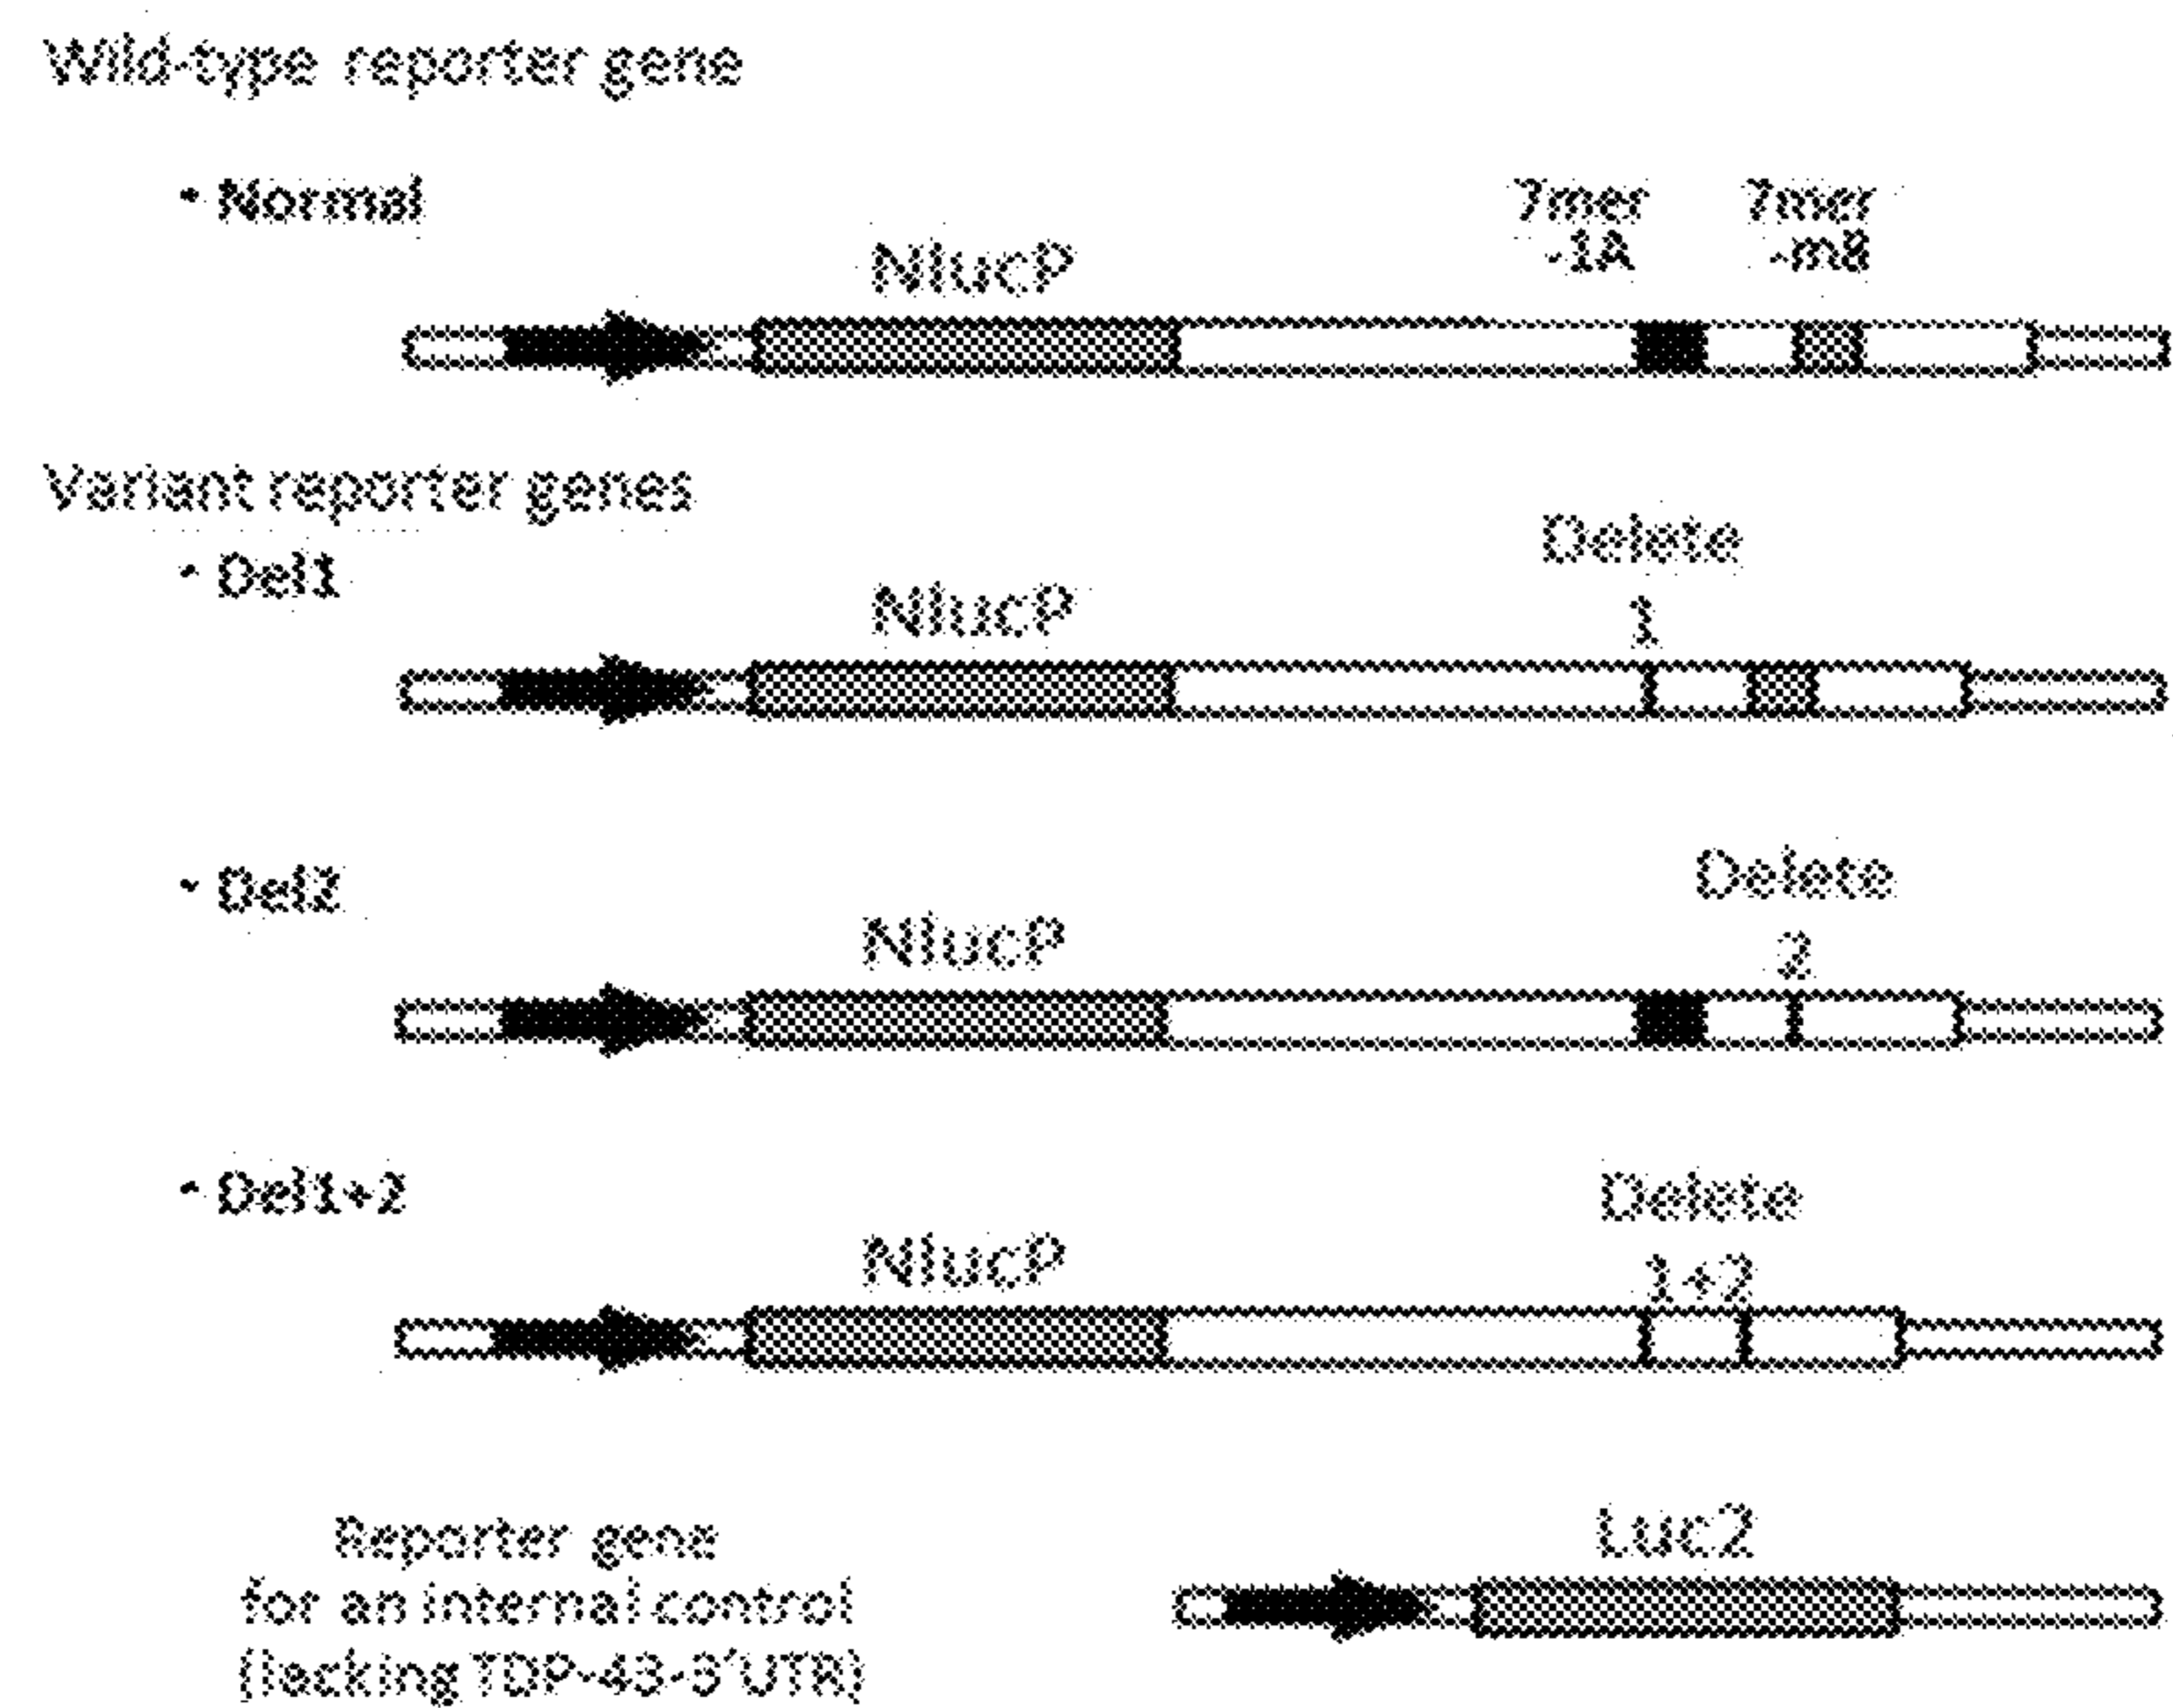 Wild-type reporter gene
• Normal
7mer 7mer
-1A -m8
NlucP
Variant reporter genes
Delete
• Del1
NlucP
1
Delete
• Del2
NlucP
2
• Del1+2
Delete
NlucP
1+2
Reporter gene
Luc2
for an internal control
(lacking TDP-43-3'UTR)